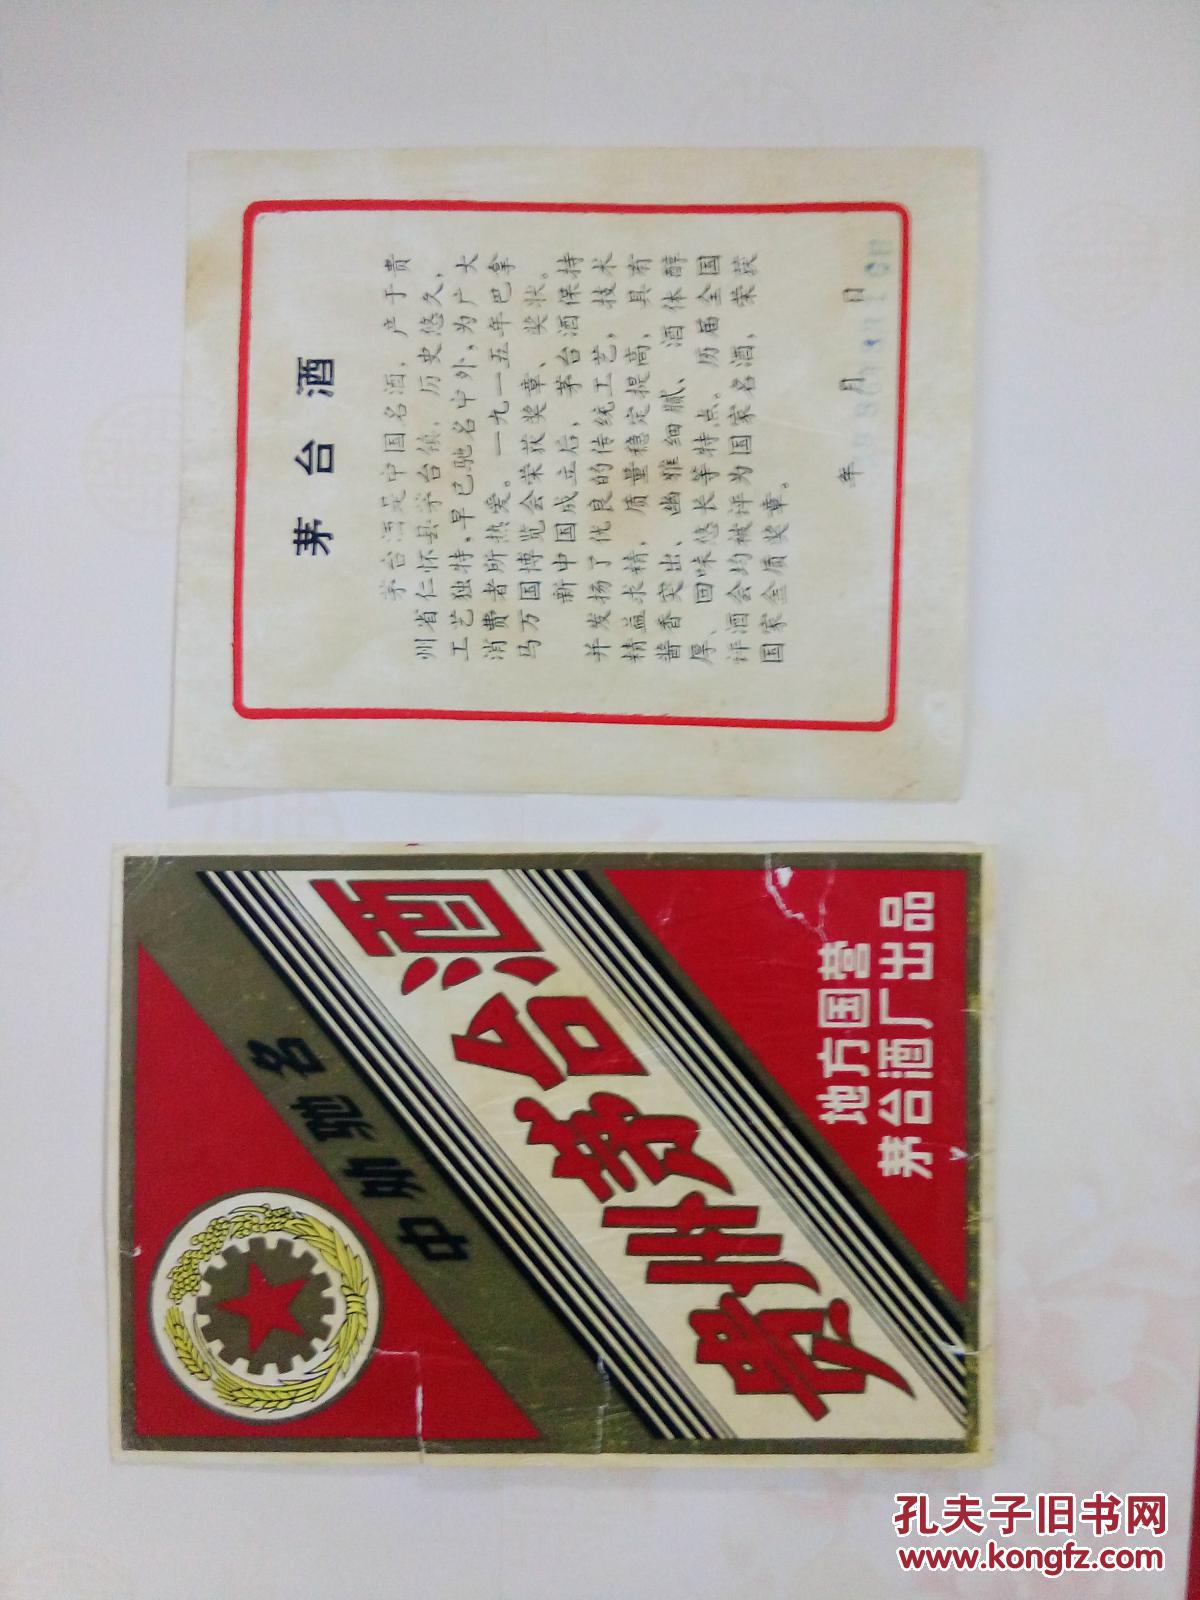 茅台酒
茅台酒是中国名酒，产于贵
州省仁怀县茅台镇，历史悠久，
工艺独特，早已驰名中外，为广大
消费者所热爱。一九一五年巴拿
马万国博览会荣获奖章、奖状。
新中国成立后，茅台酒保持
并发扬了优良的传统工艺，技术
精益求精，质量稳定提高，具有
酱香突出、幽雅细腻、酒体醇
厚、回味悠长等特点。历届全国
评酒会均被评为国家名酒，荣获
国家金质奖章。
年 月 日
中外驰名
贵州茅台酒
地方国营
茅台酒厂出品
孔夫子旧书网
www.kongfz.com